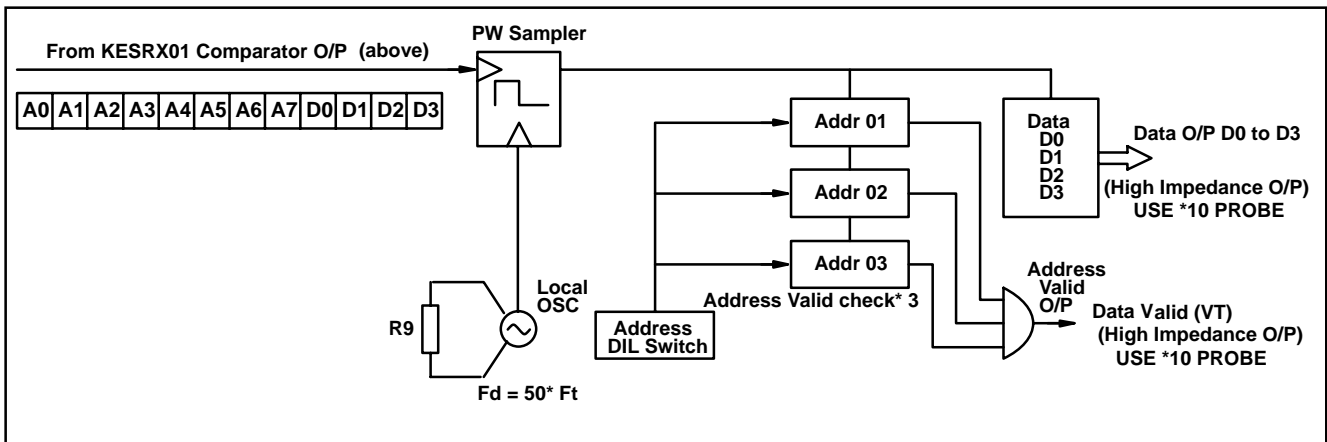 PW Sampler
From KESRX01 Comparator O/P (above)
A0 A1 A2 A3 A4 A5 A6 A7 D0 D1 D2 D3
Addr 01
Addr 02
Addr 03
Address Valid check* 3
Data
D0
D1
D2
D3
Data O/P D0 to D3
(High Impedance O/P)
USE *10 PROBE
Local
OSC
R9
Fd = 50* Ft
Address
DIL Switch
Address
Valid
O/P
Data Valid (VT)
(High Impedance O/P)
USE *10 PROBE